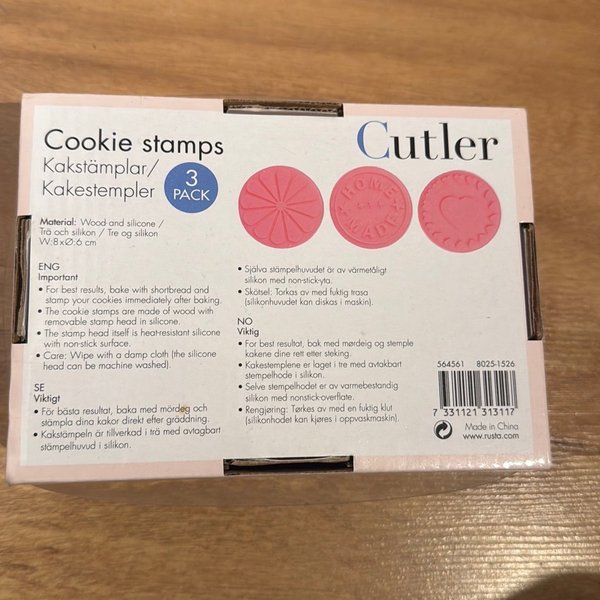 Cookie stamps
Kakstämplar/
Kakestempler
3
PACK
Cutler
HOME
MADE
Material: Wood and silicone /
Trä och silikon / Tre og silikon
W:8xØ:6 cm
ENG
Important
• For best results, bake with shortbread and
stamp your cookies immediately after baking.
• The cookie stamps are made of wood with
removable stamp head in silicone.
• The stamp head itself is heat-resistant silicone
with non-stick surface.
• Care: Wipe with a damp cloth (the silicone
head can be machine washed).
SE
Viktigt
• För bästa resultat, baka med mördeg och
stämpla dina kakor direkt efter gräddning.
• Kakstämpeln är tillverkad i trä med avtagbart
stämpelhuvud i silikon.
• Själva stämpelhuvudet är av värmetåligt
silikon med non-stick-yta.
• Skötsel: Torkas av med fuktig trasa
(silikonhuvudet kan diskas i maskin).
NO
Viktig
• For best resultat, bak med mørdeig og stemple
kakene dine rett etter steking.
• Kakestemplene er laget i tre med avtakbart
stempelhode i silikon.
• Selve stempelhodet er av varmebestandig
silikon med nonstick-overflate.
• Rengjøring: Tørkes av med en fuktig klut
(silikonhodet kan kjøres i oppvaskmaskin).
564561 8025-1526
7 331121 313117
Made in China
www.rusta.com